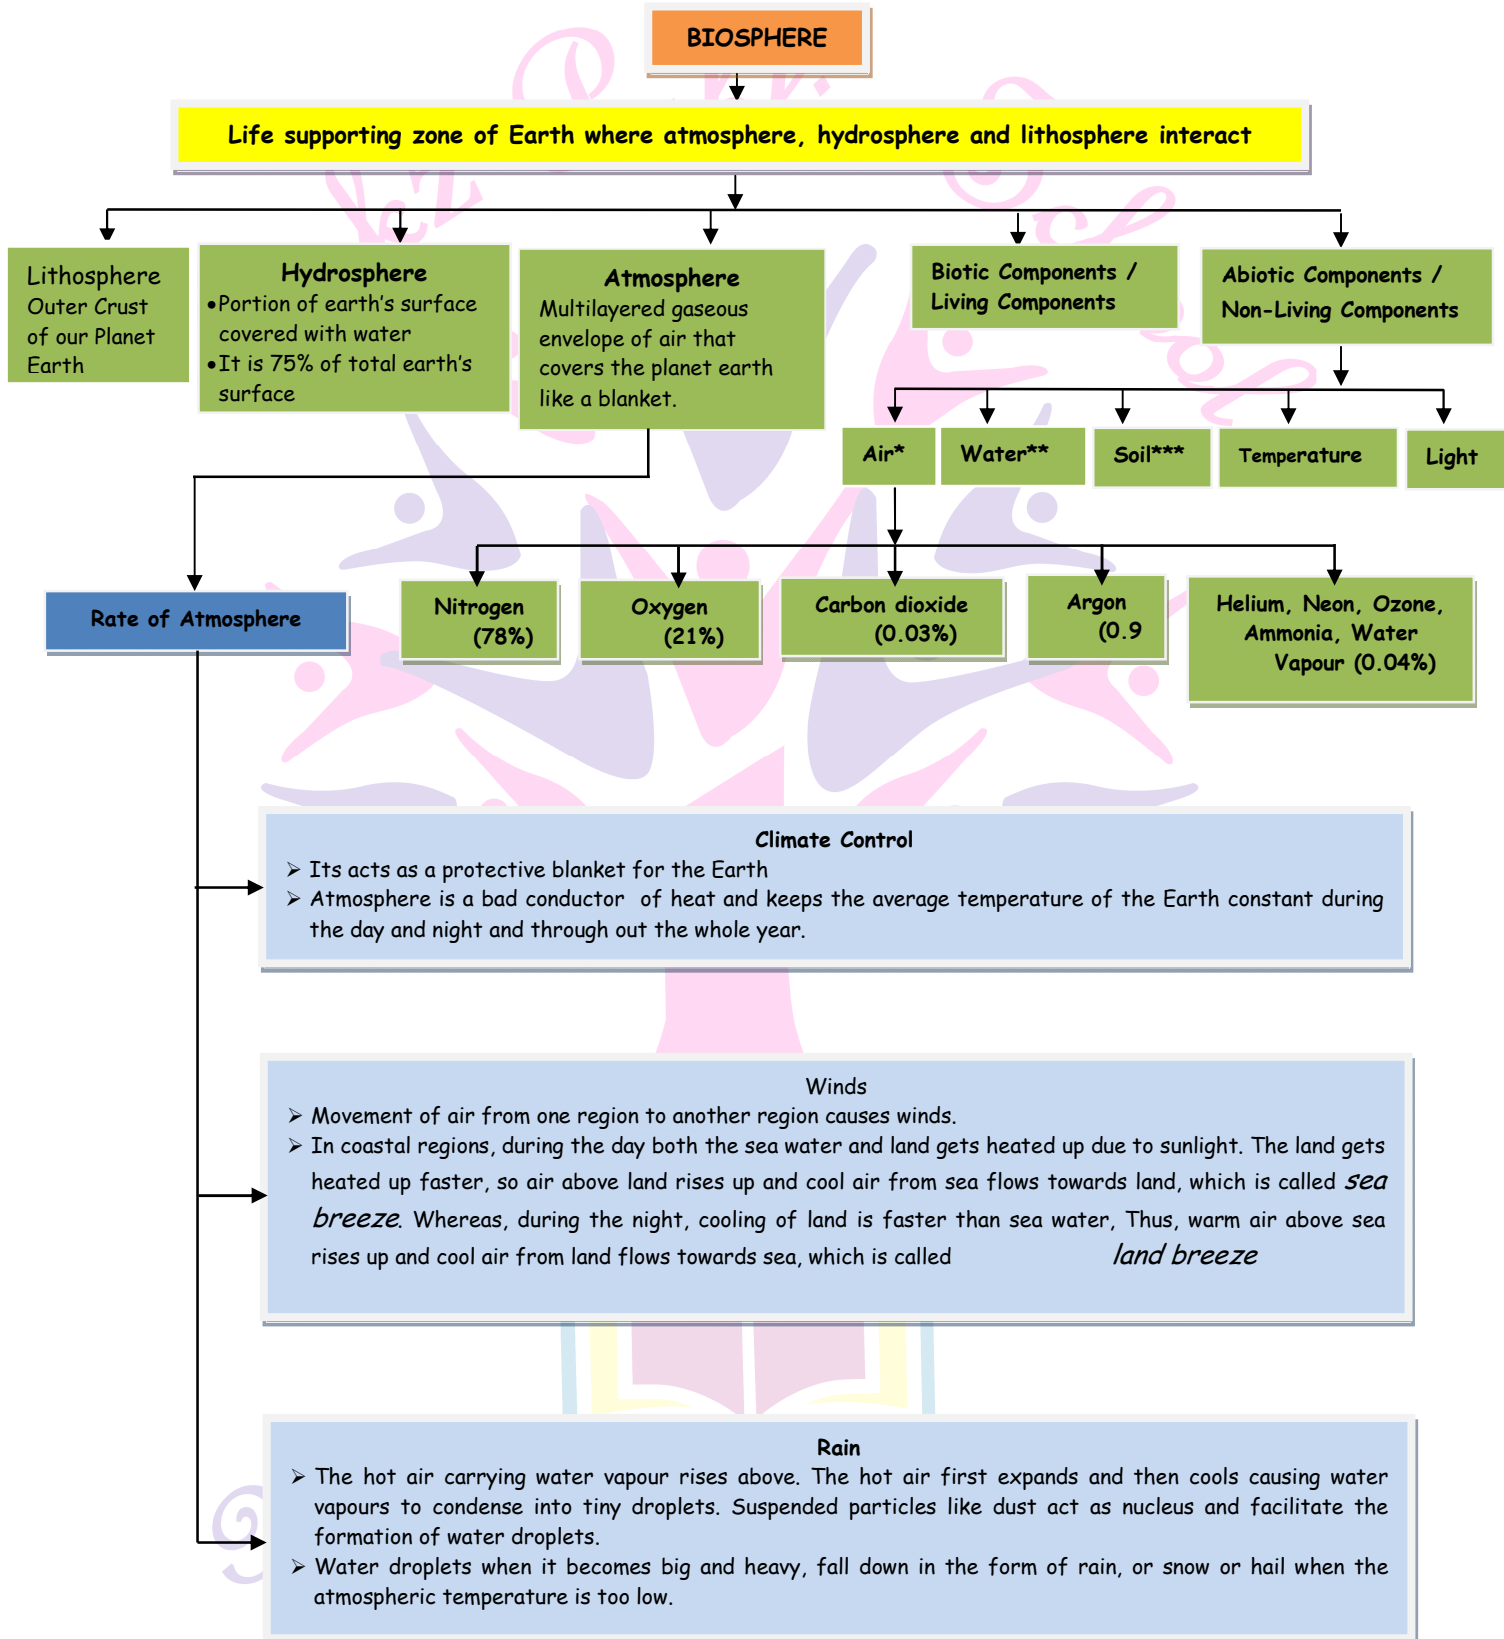 BIOSPHERE
Life supporting zone of Earth where atmosphere, hydrosphere and lithosphere interact
Lithosphere
Outer Crust
of our Planet
Earth
Hydrosphere
•Portion of earth's surface
covered with water
•It is 75% of total earth's
surface
Atmosphere
Multilayered gaseous
envelope of air that
covers the planet earth
like a blanket.
Biotic Components /
Living Components
Abiotic Components /
Non-Living Components
Air*
Water**
Soil***
Temperature
Light
Rate of Atmosphere
Nitrogen
(78%)
Oxygen
(21%)
Carbon dioxide
(0.03%)
Argon
(0.9
Helium, Neon, Ozone,
Ammonia, Water
Vapour (0.04%)
Climate Control
➢ Its acts as a protective blanket for the Earth
➢ Atmosphere is a bad conductor of heat and keeps the average temperature of the Earth constant during
the day and night and through out the whole year.
Winds
➢ Movement of air from one region to another region causes winds.
➢ In coastal regions, during the day both the sea water and land gets heated up due to sunlight. The land gets
heated up faster, so air above land rises up and cool air from sea flows towards land, which is called sea
breeze. Whereas, during the night, cooling of land is faster than sea water, Thus, warm air above sea
rises up and cool air from land flows towards sea, which is called land breeze
Rain
➢ The hot air carrying water vapour rises above. The hot air first expands and then cools causing water
vapours to condense into tiny droplets. Suspended particles like dust act as nucleus and facilitate the
formation of water droplets.
➢ Water droplets when it becomes big and heavy, fall down in the form of rain, or snow or hail when the
atmospheric temperature is too low.